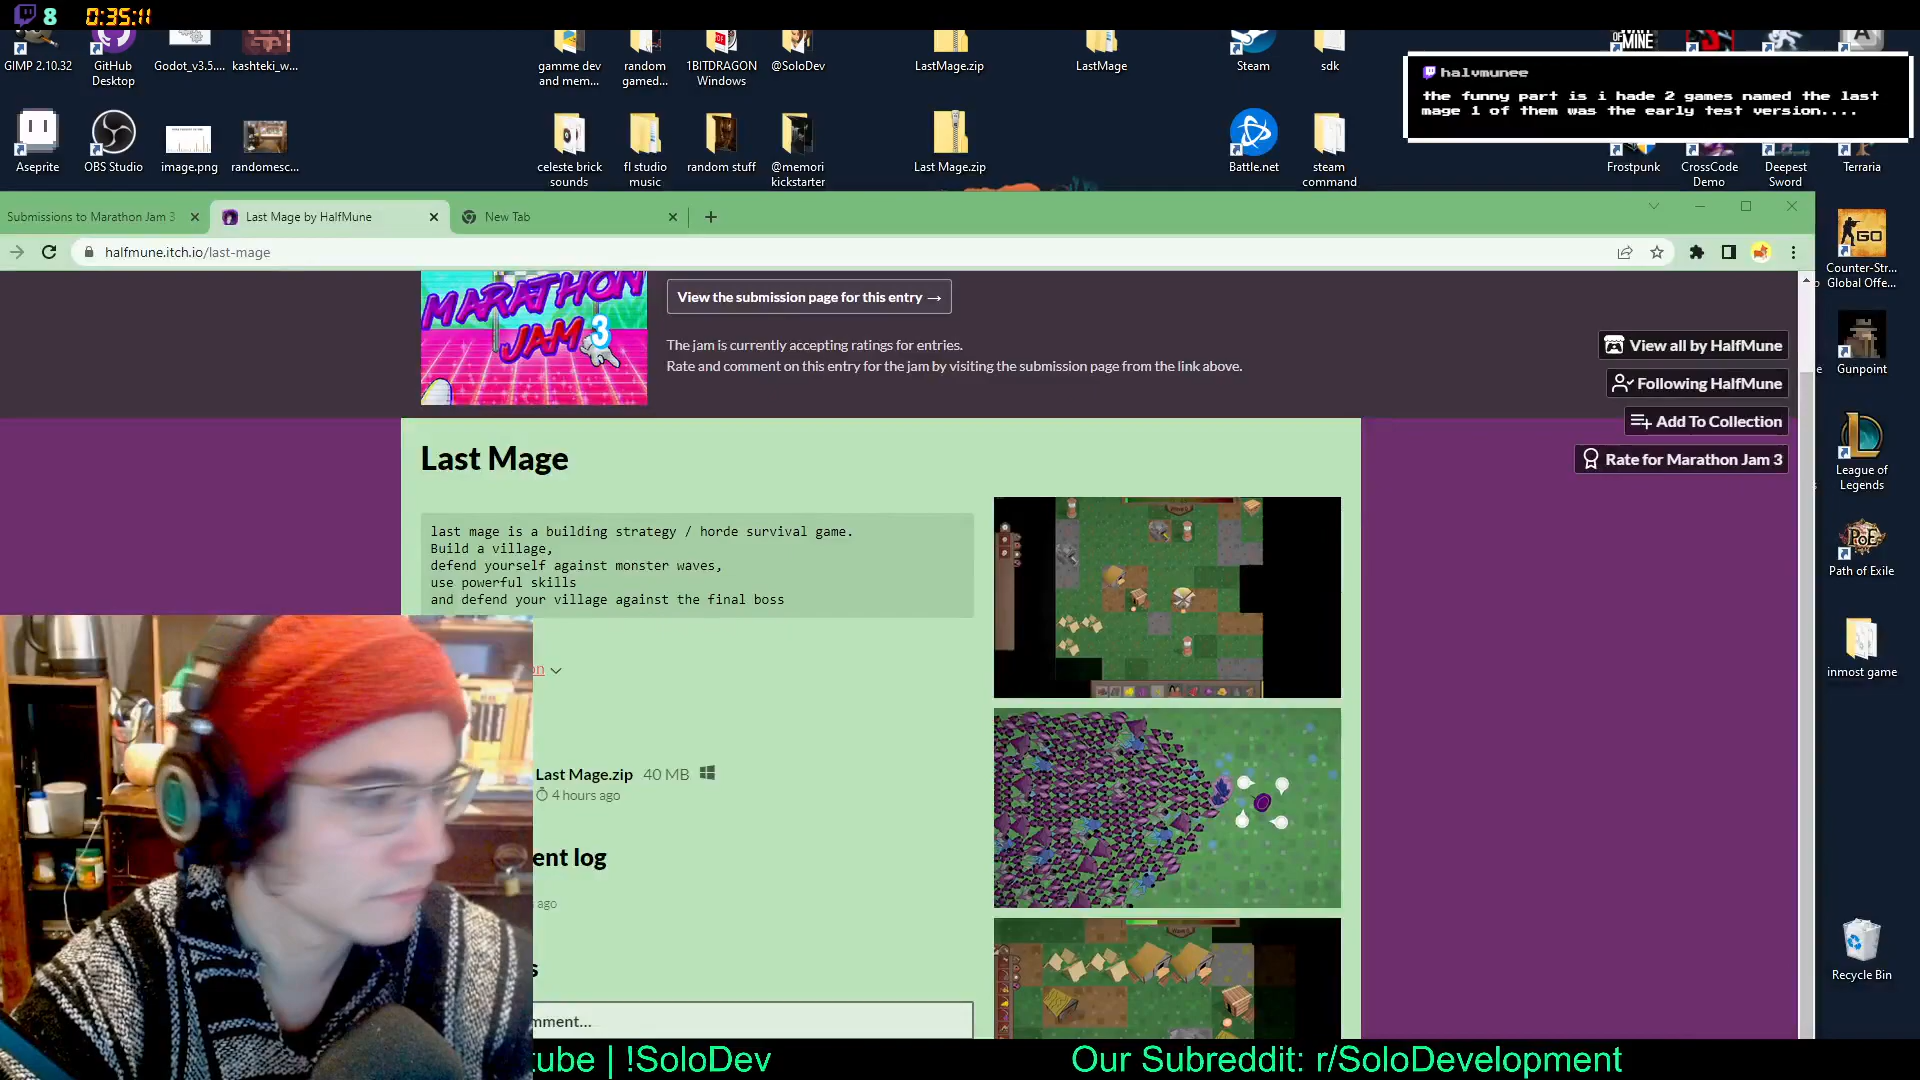 8
0:35:11
GIMP 2.10.32
GitHub
Desktop
Godot_v3.5....
kashteki_w...
gamme dev
and mem...
random
gamed...
1BITDRAGON
Windows
@SoloDev
LastMage.zip
LastMage
Steam
sdk
OF MINE
halvmunee
the funny part is i hade 2 games named the last
mage 1 of them was the early test version....
Aseprite
OBS Studio
image.png
randomesc...
celeste brick
sounds
fl studio
music
random stuff
@memori
kickstarter
Last Mage.zip
Battle.net
steam
command
Frostpunk
CrossCode
Demo
Deepest
Sword
Terraria
Submissions to Marathon Jam 3
Last Mage by HalfMune
New Tab
halfmune.itch.io/last-mage
MARATHON
JAM 3
View the submission page for this entry →
The jam is currently accepting ratings for entries.
Rate and comment on this entry for the jam by visiting the submission page from the link above.
View all by HalfMune
Following HalfMune
Add To Collection
Rate for Marathon Jam 3
GO
Counter-Str...
Global Offe...
Gunpoint
League of
Legends
PoE
Path of Exile
inmost game
Recycle Bin
Last Mage
last mage is a building strategy / horde survival game.
Build a village,
defend yourself against monster waves,
use powerful skills
and defend your village against the final boss
on
Last Mage.zip 40 MB
4 hours ago
ent log
ago
s
mment...
tube | !SoloDev
Our Subreddit: r/SoloDevelopment